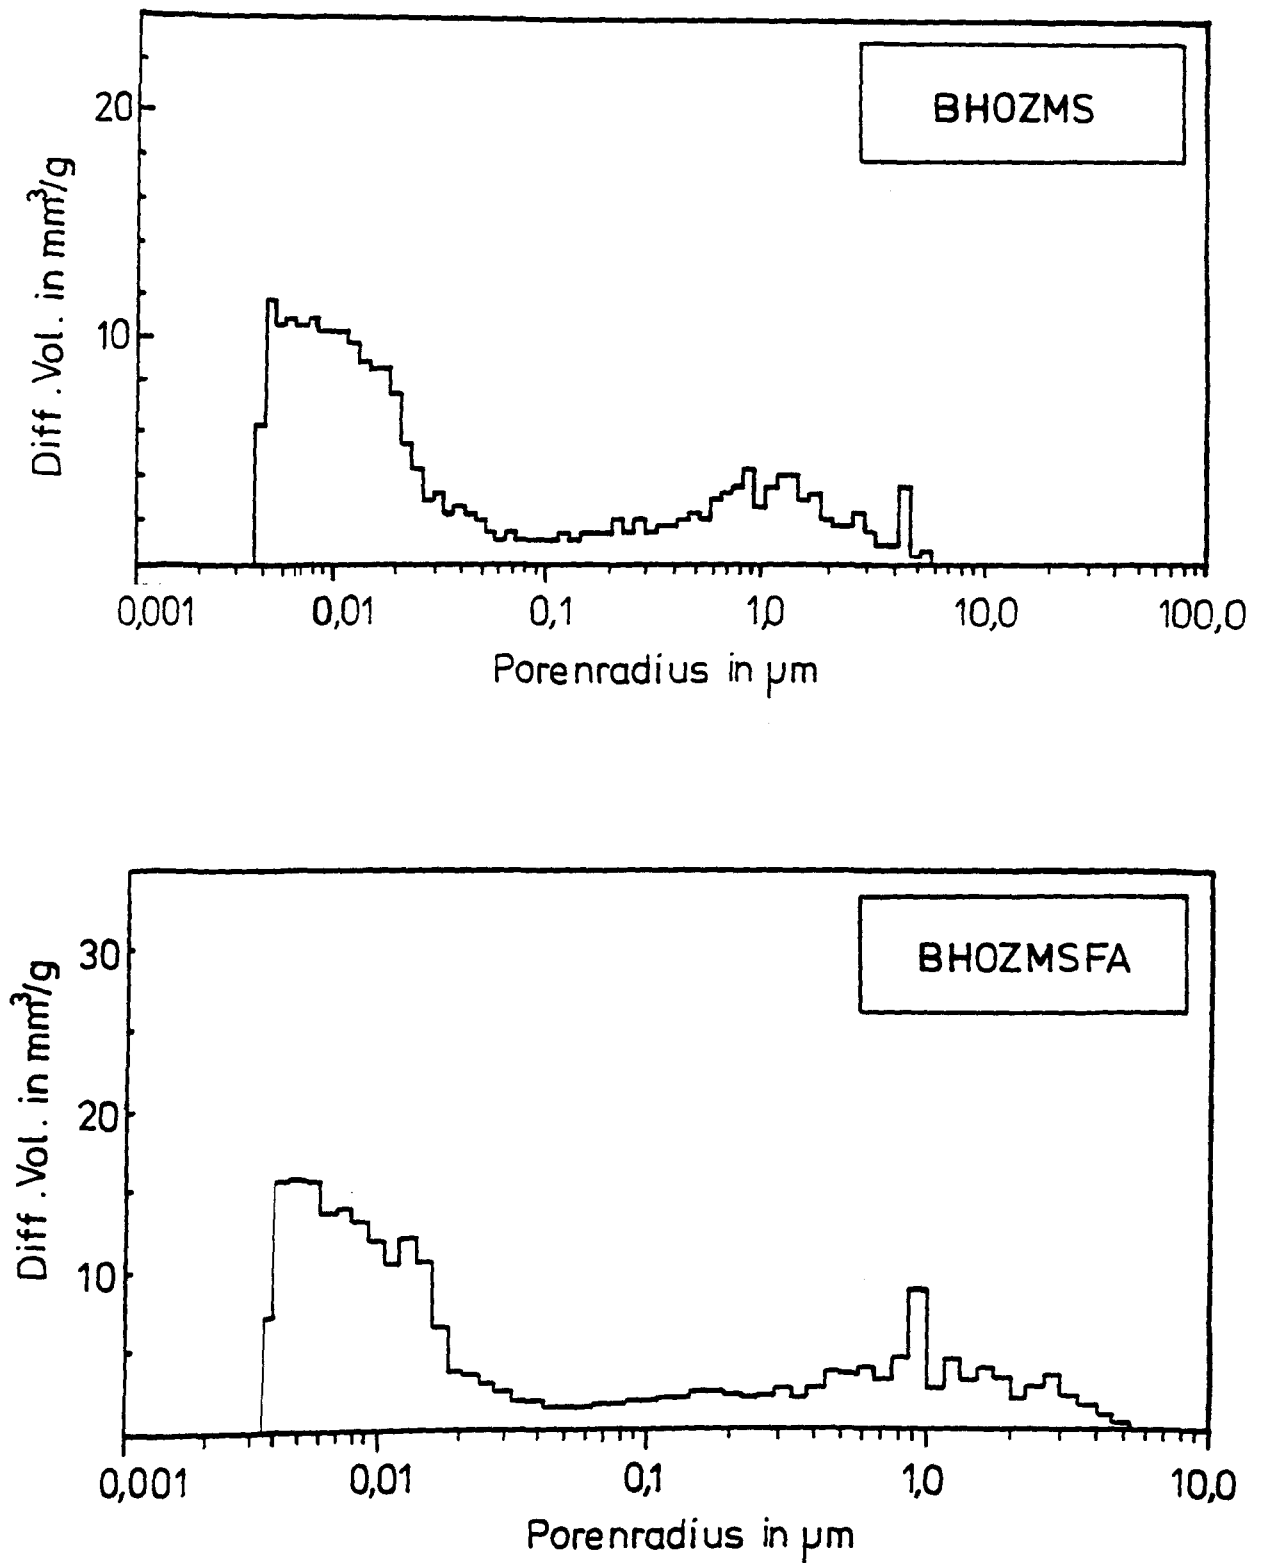 BHOZMS
20
10
Diff. Vol. in mm³/g
0,001 0,01 0,1 1,0 10,0 100,0
Porenradius in µm
BHOZMSFA
30
20
10
Diff. Vol. in mm³/g
0,001 0,01 0,1 1,0 10,0
Porenradius in µm